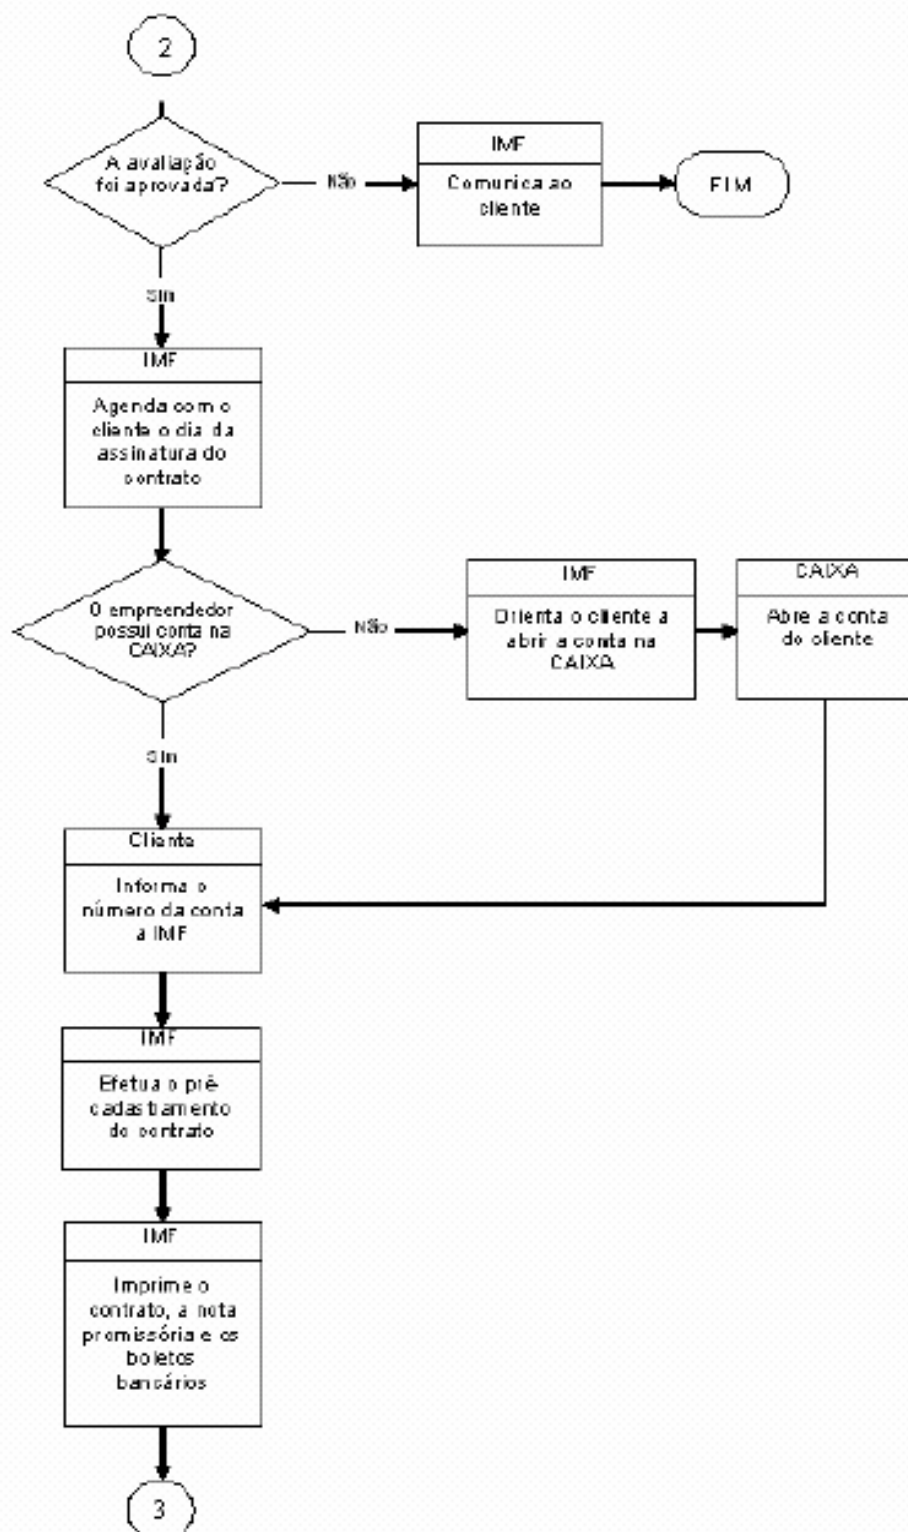 2
A avaliação
foi aprovada?
Não
IMF
Comunica ao
cliente
FIM
Sim
IMF
Agenda com o
cliente o dia da
assinatura do
contrato
O empreendedor
possui conta na
CAIXA?
Não
IMF
Orienta o cliente a
abrir a conta na
CAIXA
CAIXA
Abre a conta
do cliente
Sim
Cliente
Informa o
número da conta
a IMF
IMF
Efetua o pré-
cadastramento
do contrato
IMF
Imprime o
contrato, a nota
promissória e os
boletos
bancários
3